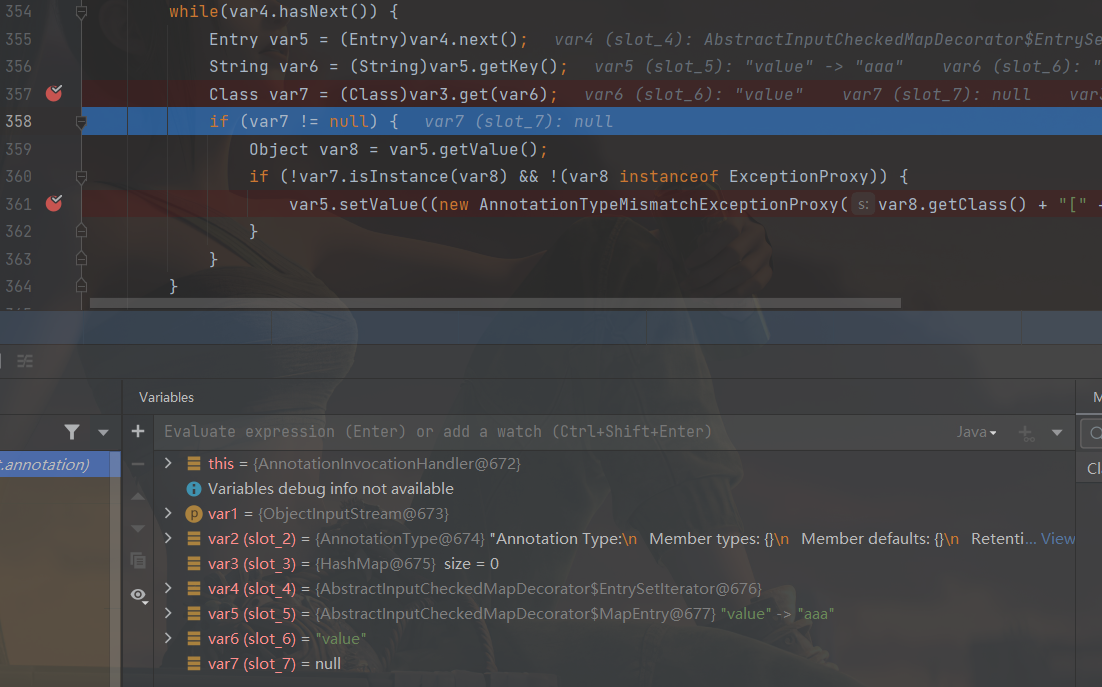 354 while(var4.hasNext()) {
355 Entry var5 = (Entry)var4.next(); var4 (slot_4): AbstractInputCheckedMapDecorator$EntrySe
356 String var6 = (String)var5.getKey(); var5 (slot_5): "value" -> "aaa" var6 (slot_6): "
357 Class var7 = (Class)var3.get(var6); var6 (slot_6): "value" var7 (slot_7): null var3
358 if (var7 != null) { var7 (slot_7): null
359 Object var8 = var5.getValue();
360 if (!var7.isInstance(var8) && !(var8 instanceof ExceptionProxy)) {
361 var5.setValue((new AnnotationTypeMismatchExceptionProxy( s: var8.getClass() + "[" +
362 }
363 }
364 }
Variables
Evaluate expression (Enter) or add a watch (Ctrl+Shift+Enter)
Java
t.annotation)
this = {AnnotationInvocationHandler@672}
Variables debug info not available
var1 = {ObjectInputStream@673}
var2 (slot_2) = {AnnotationType@674} "Annotation Type:\n Member types: {}\n Member defaults: {}\n Retenti... View
var3 (slot_3) = {HashMap@675} size = 0
var4 (slot_4) = {AbstractInputCheckedMapDecorator$EntrySetIterator@676}
var5 (slot_5) = {AbstractInputCheckedMapDecorator$MapEntry@677} "value" -> "aaa"
var6 (slot_6) = "value"
var7 (slot_7) = null